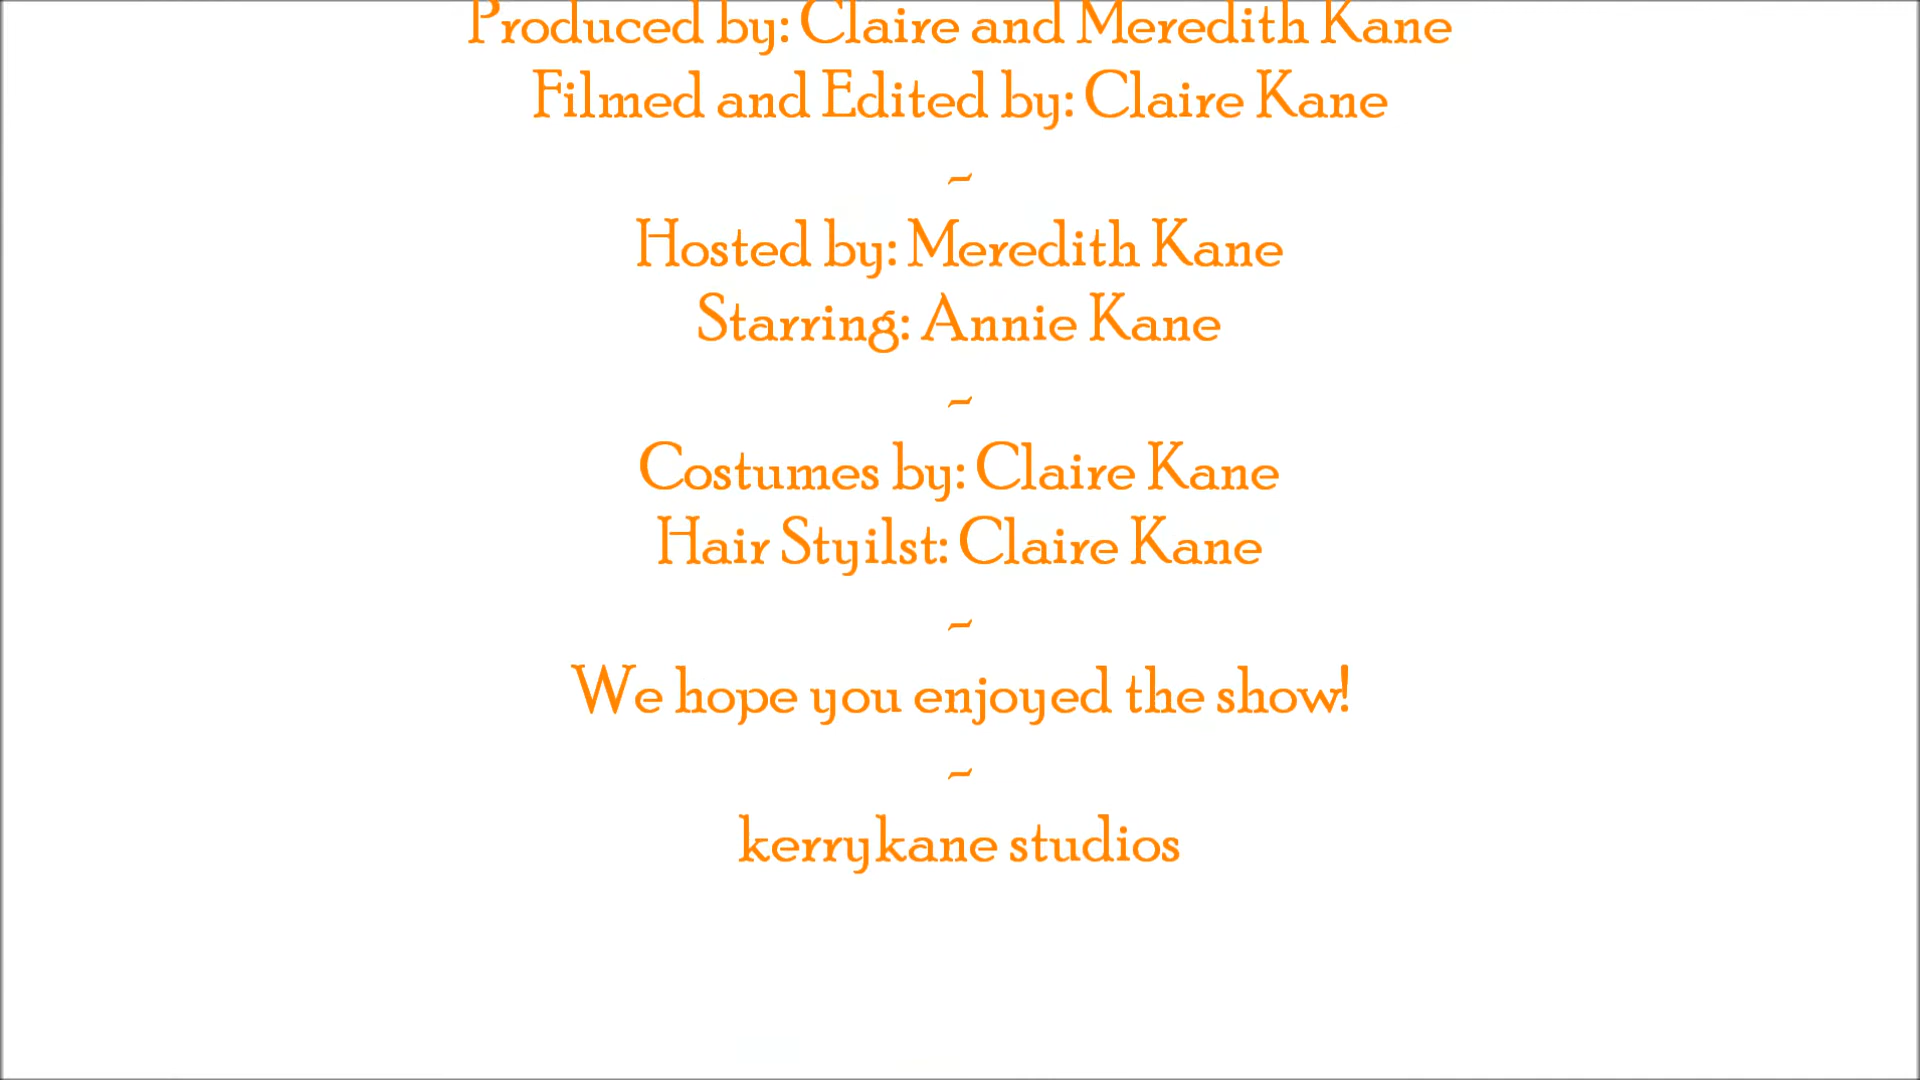 Produced by: Claire and Meredith Kane
Filmed and Edited by: Claire Kane
~
Hosted by: Meredith Kane
Starring: Annie Kane
~
Costumes by: Claire Kane
Hair Styilst: Claire Kane
~
We hope you enjoyed the show!
~
kerrykane studios